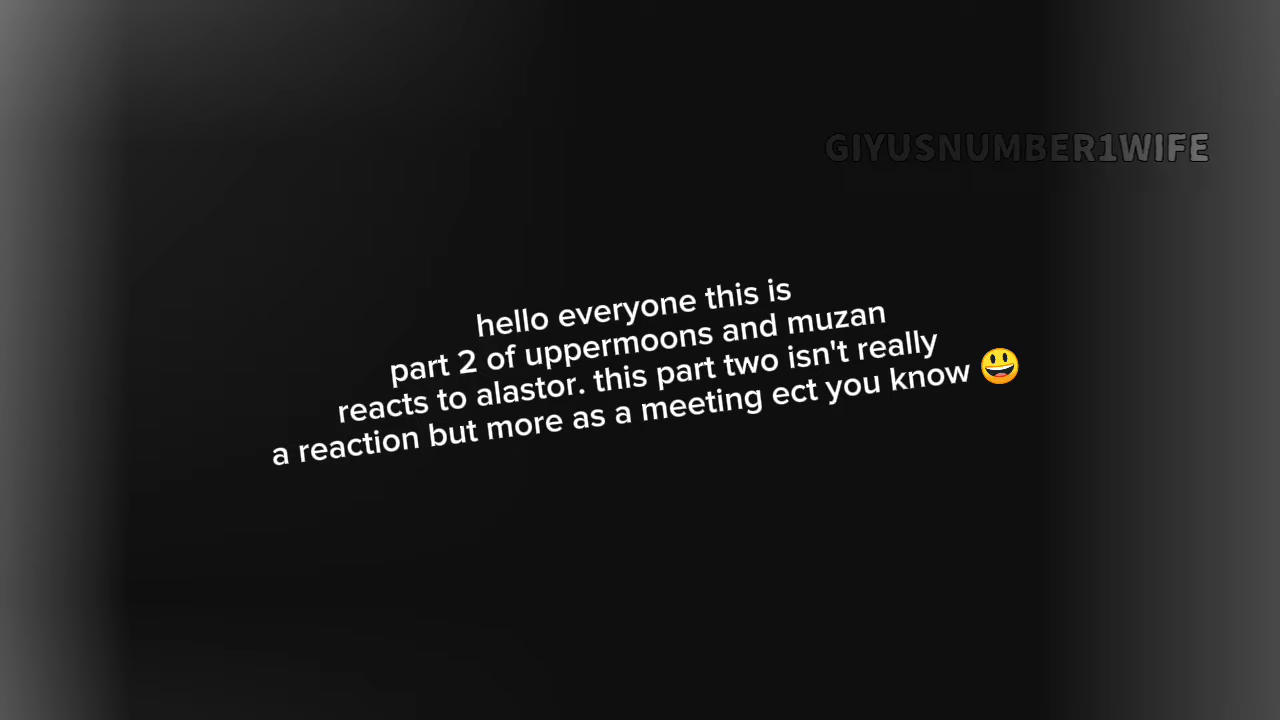 GIYUSNUMBER1WIFE
hello everyone this is
part 2 of uppermoons and muzan
reacts to alastor. this part two isn't really
a reaction but more as a meeting ect you know 😃